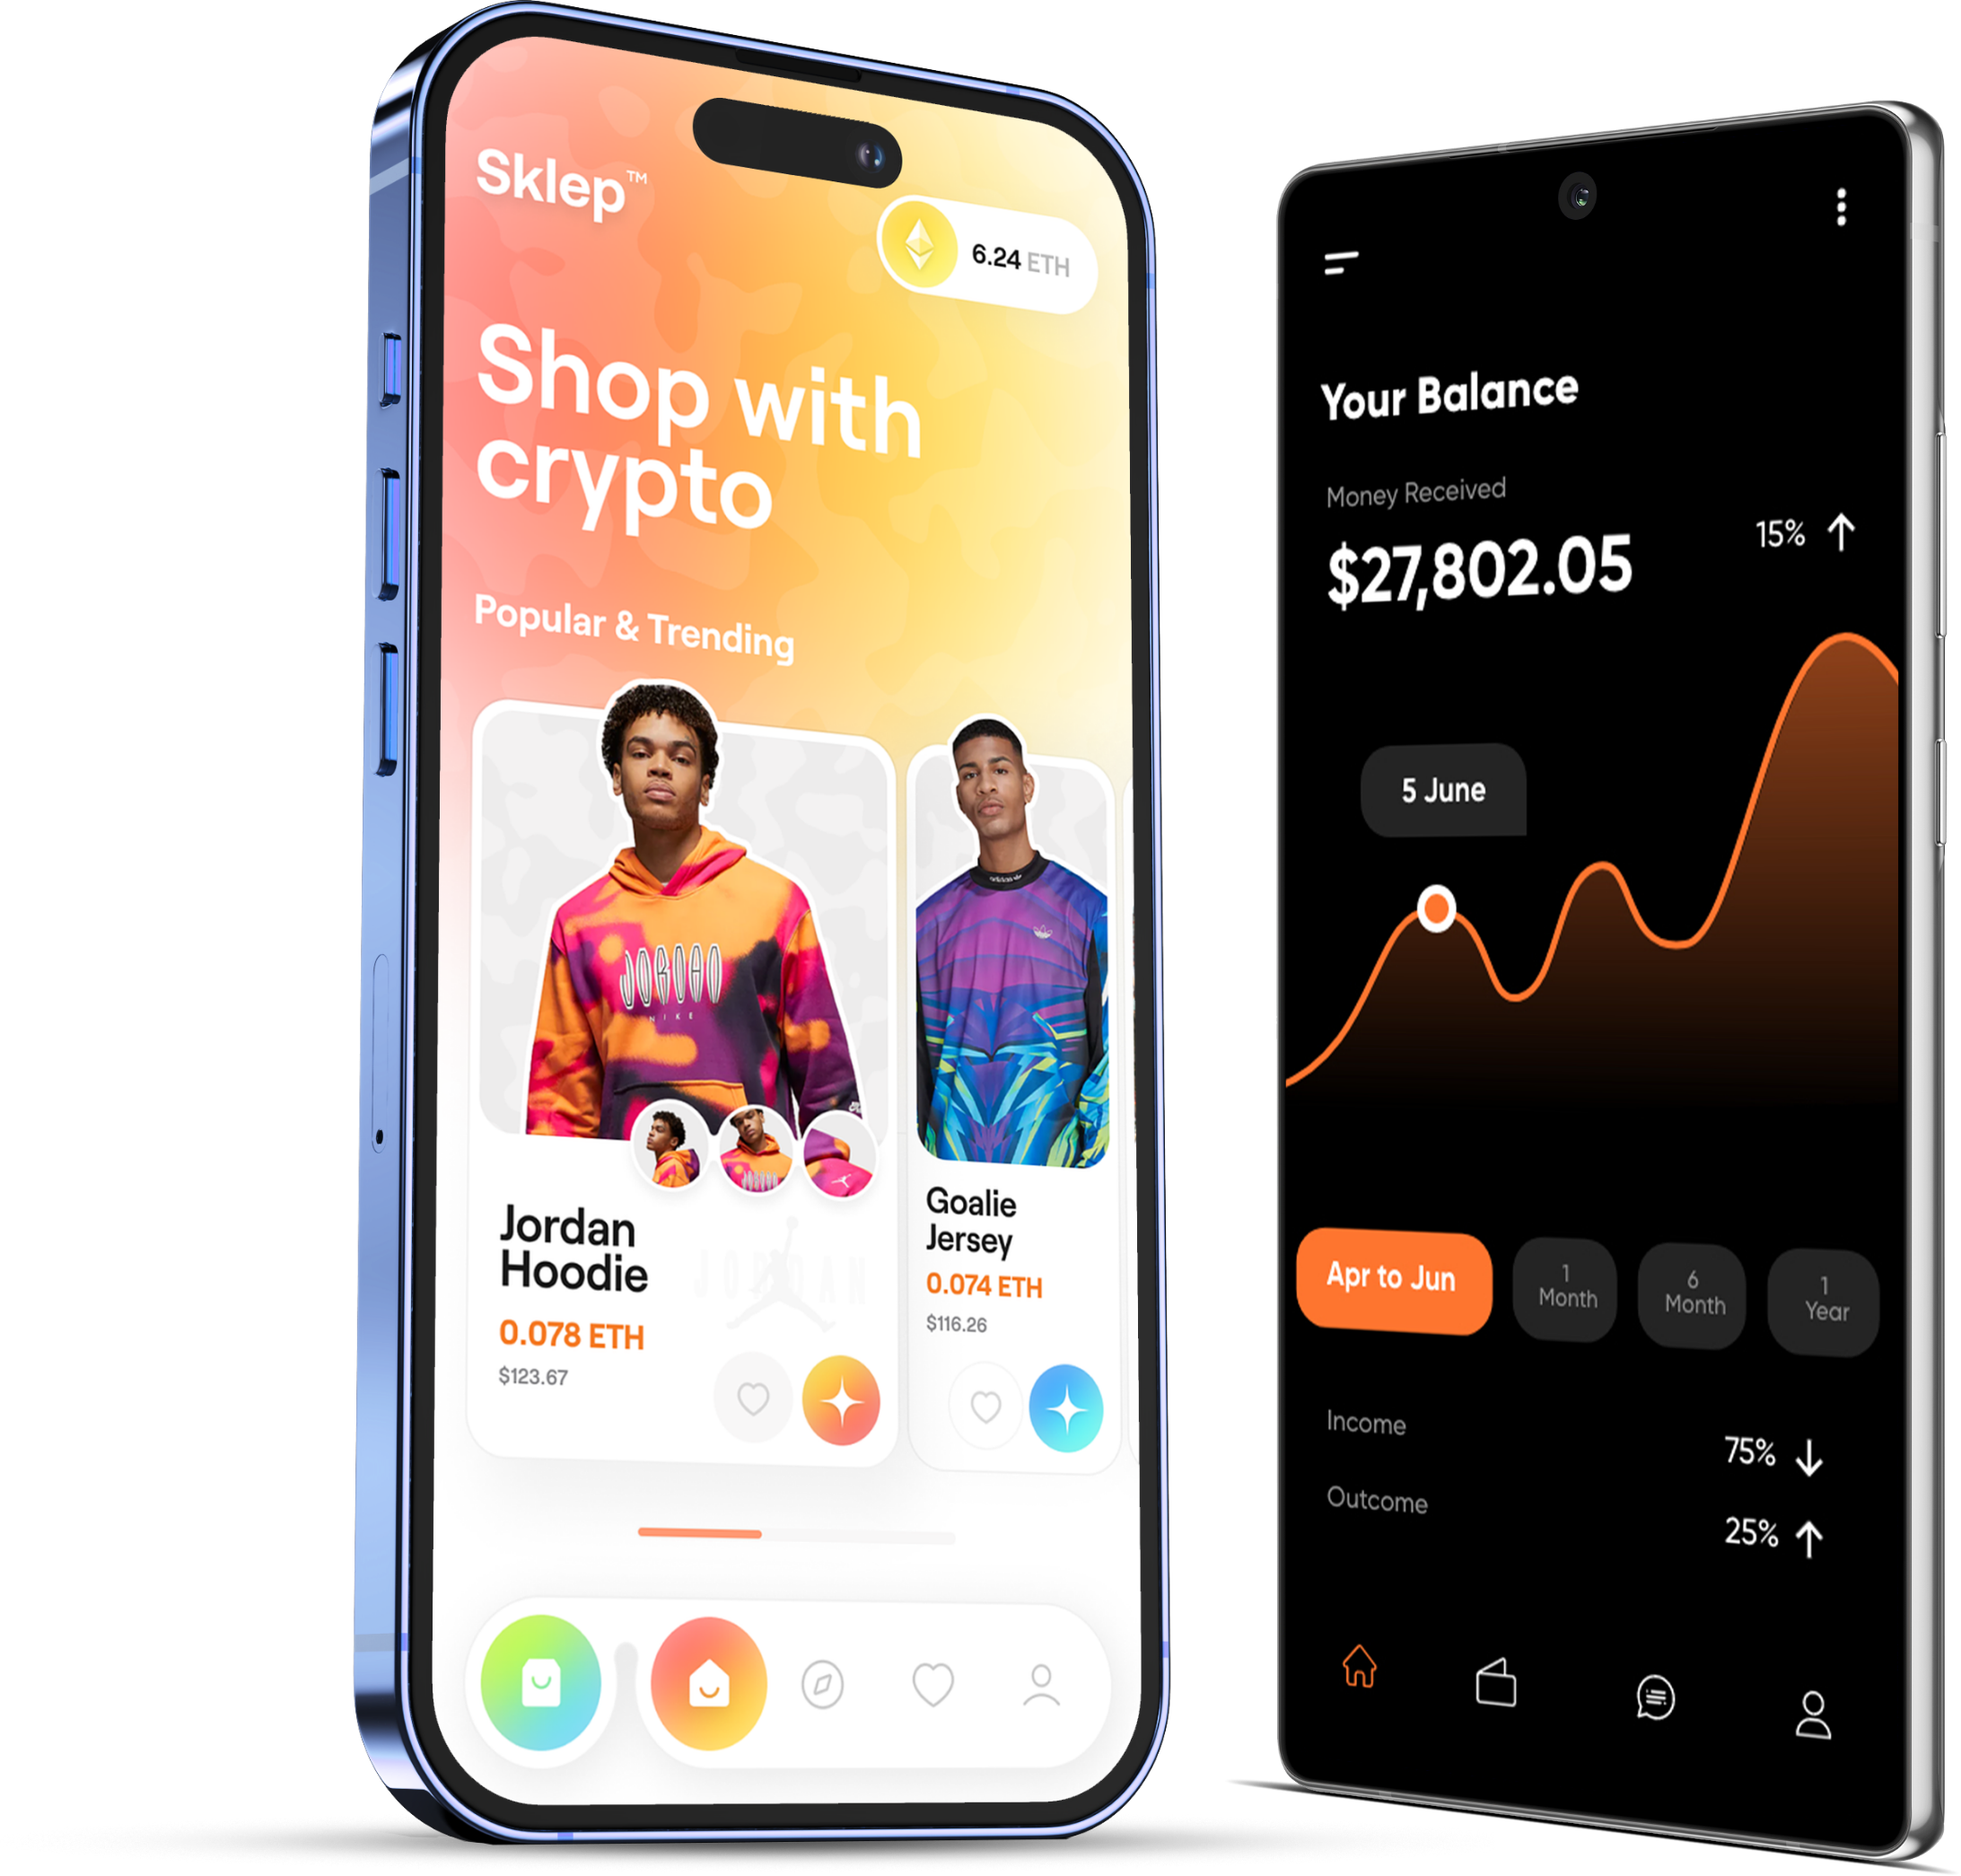 Sklep™
6.24 ETH
Shop with
crypto
Popular & Trending
JORDAN
NIKE
adidas
Jordan
Hoodie
JORDAN
0.078 ETH
$123.67
Goalie
Jersey
0.074 ETH
$116.26
Your Balance
Money Received
$27,802.05
15%
5 June
Apr to Jun
1
Month
6
Month
1
Year
Income
75%
Outcome
25%